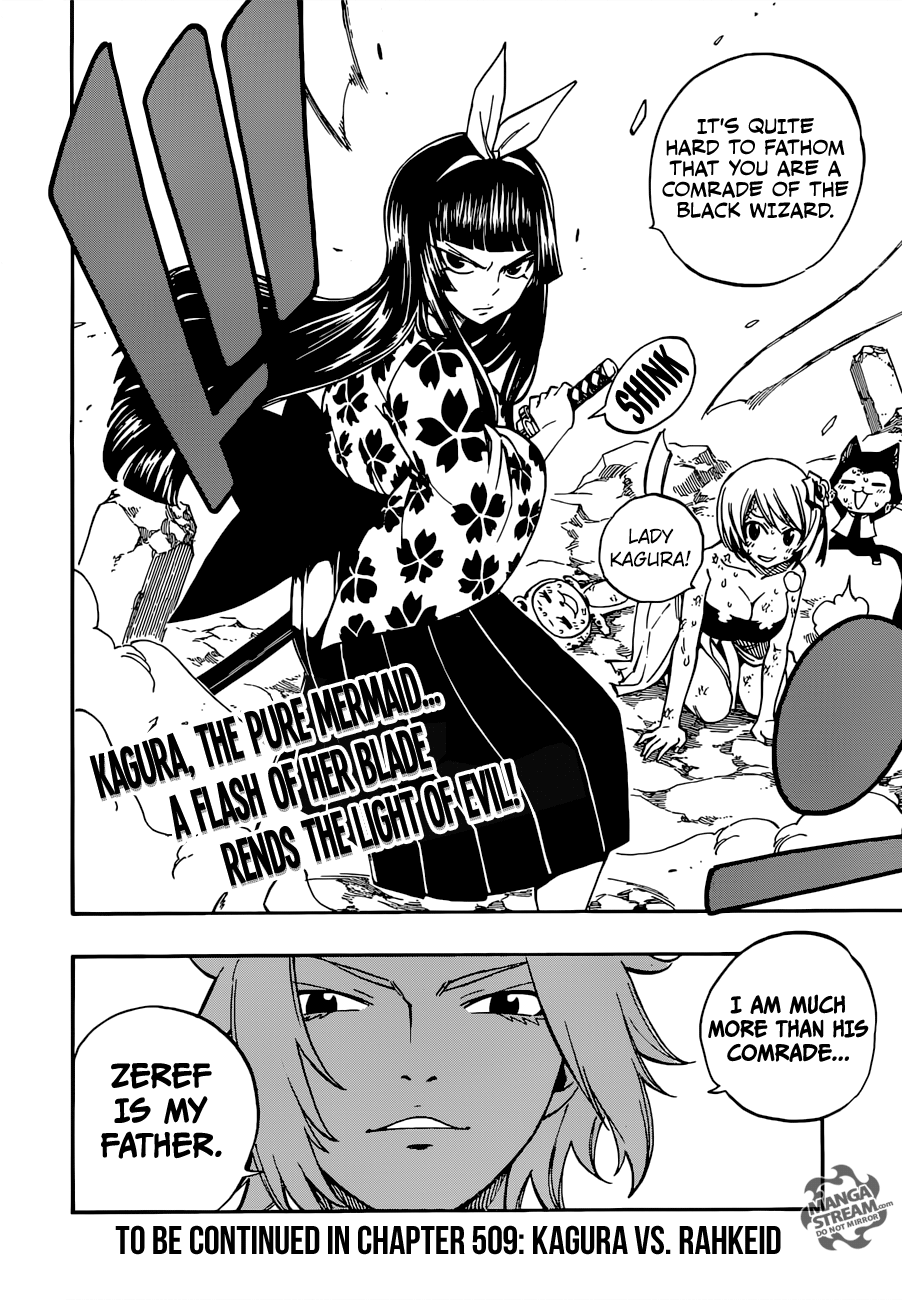 IT'S QUITE
HARD TO FATHOM
THAT YOU ARE A
COMRADE OF THE
BLACK WIZARD.
SHINK
LADY
KAGURA!
KAGURA, THE PURE MERMAID...
A FLASH OF HER BLADE
RENDS THE LIGHT OF EVIL!
I AM MUCH
MORE THAN HIS
COMRADE...
ZEREF
IS MY
FATHER.
MANGA
STREAM.COM
DO NOT MIRROR
TO BE CONTINUED IN CHAPTER 509: KAGURA VS. RAHKEID